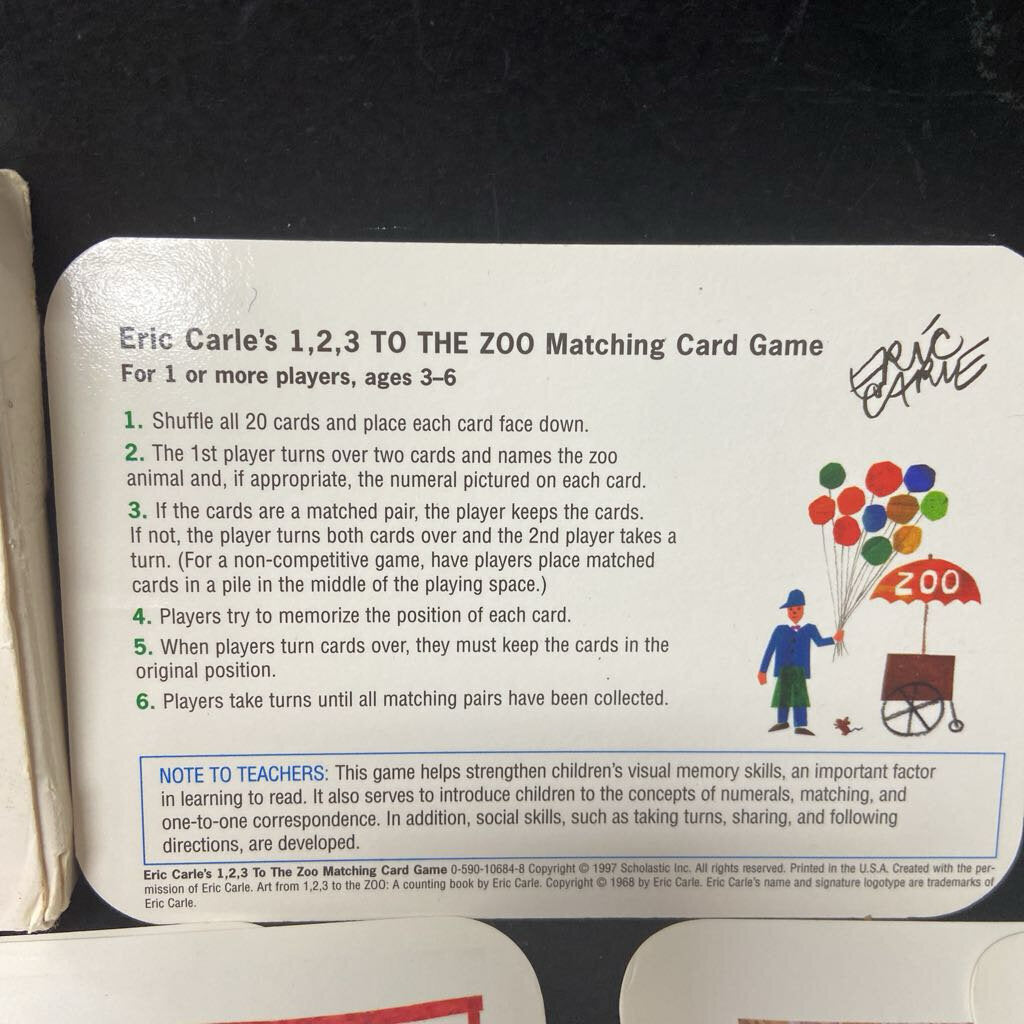 Eric Carle's 1,2,3 TO THE ZOO Matching Card Game
For 1 or more players, ages 3–6
ERIC
CARLE
1. Shuffle all 20 cards and place each card face down.
2. The 1st player turns over two cards and names the zoo
animal and, if appropriate, the numeral pictured on each card.
3. If the cards are a matched pair, the player keeps the cards.
If not, the player turns both cards over and the 2nd player takes a
turn. (For a non-competitive game, have players place matched
cards in a pile in the middle of the playing space.)
4. Players try to memorize the position of each card.
5. When players turn cards over, they must keep the cards in the
original position.
6. Players take turns until all matching pairs have been collected.
ZOO
NOTE TO TEACHERS: This game helps strengthen children's visual memory skills, an important factor
in learning to read. It also serves to introduce children to the concepts of numerals, matching, and
one-to-one correspondence. In addition, social skills, such as taking turns, sharing, and following
directions, are developed.
Eric Carle's 1,2,3 To The Zoo Matching Card Game 0-590-10684-8 Copyright © 1997 Scholastic Inc. All rights reserved. Printed in the U.S.A. Created with the per-
mission of Eric Carle. Art from 1,2,3 to the ZOO: A counting book by Eric Carle. Copyright © 1968 by Eric Carle. Eric Carle's name and signature logotype are trademarks of
Eric Carle.